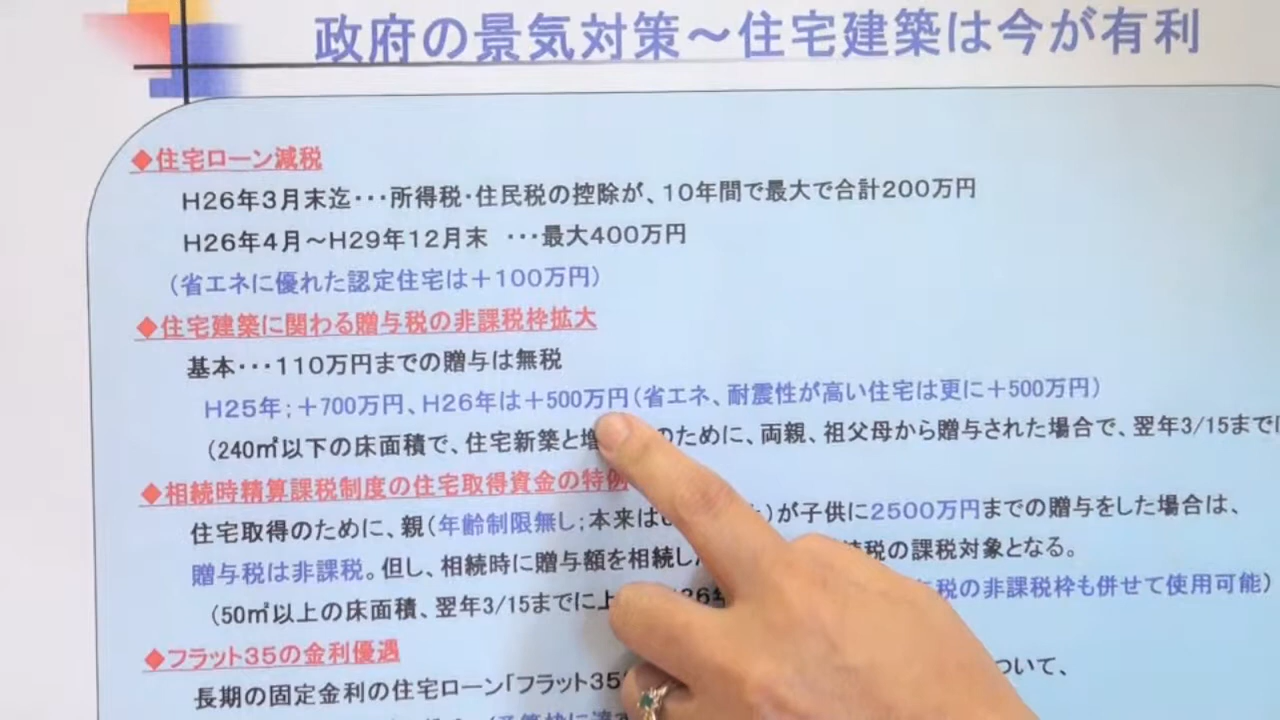 政府の景気対策～住宅建築は今が有利
◆住宅ローン減税
H26年3月末迄・・・所得税・住民税の控除が、10年間で最大で合計200万円
H26年4月～H29年12月末 ・・・最大400万円
（省エネに優れた認定住宅は＋100万円）
◆住宅建築に関わる贈与税の非課税枠拡大
基本・・・110万円までの贈与は無税
H25年；＋700万円、H26年は＋500万円（省エネ、耐震性が高い住宅は更に＋500万円）
（240㎡以下の床面積で、住宅新築と増 のために、両親、祖父母から贈与された場合で、翌年3/15まで
◆相続時精算課税制度の住宅取得資金の特例
住宅取得のために、親（年齢制限無し；本来は ）が子供に2500万円までの贈与をした場合は、
贈与税は非課税。但し、相続時に贈与額を相続し 税の課税対象となる。
（50㎡以上の床面積、翌年3/15までに上 26年 税の非課税枠も併せて使用可能）
◆フラット35の金利優遇
長期の固定金利の住宅ローン「フラット35 ついて、